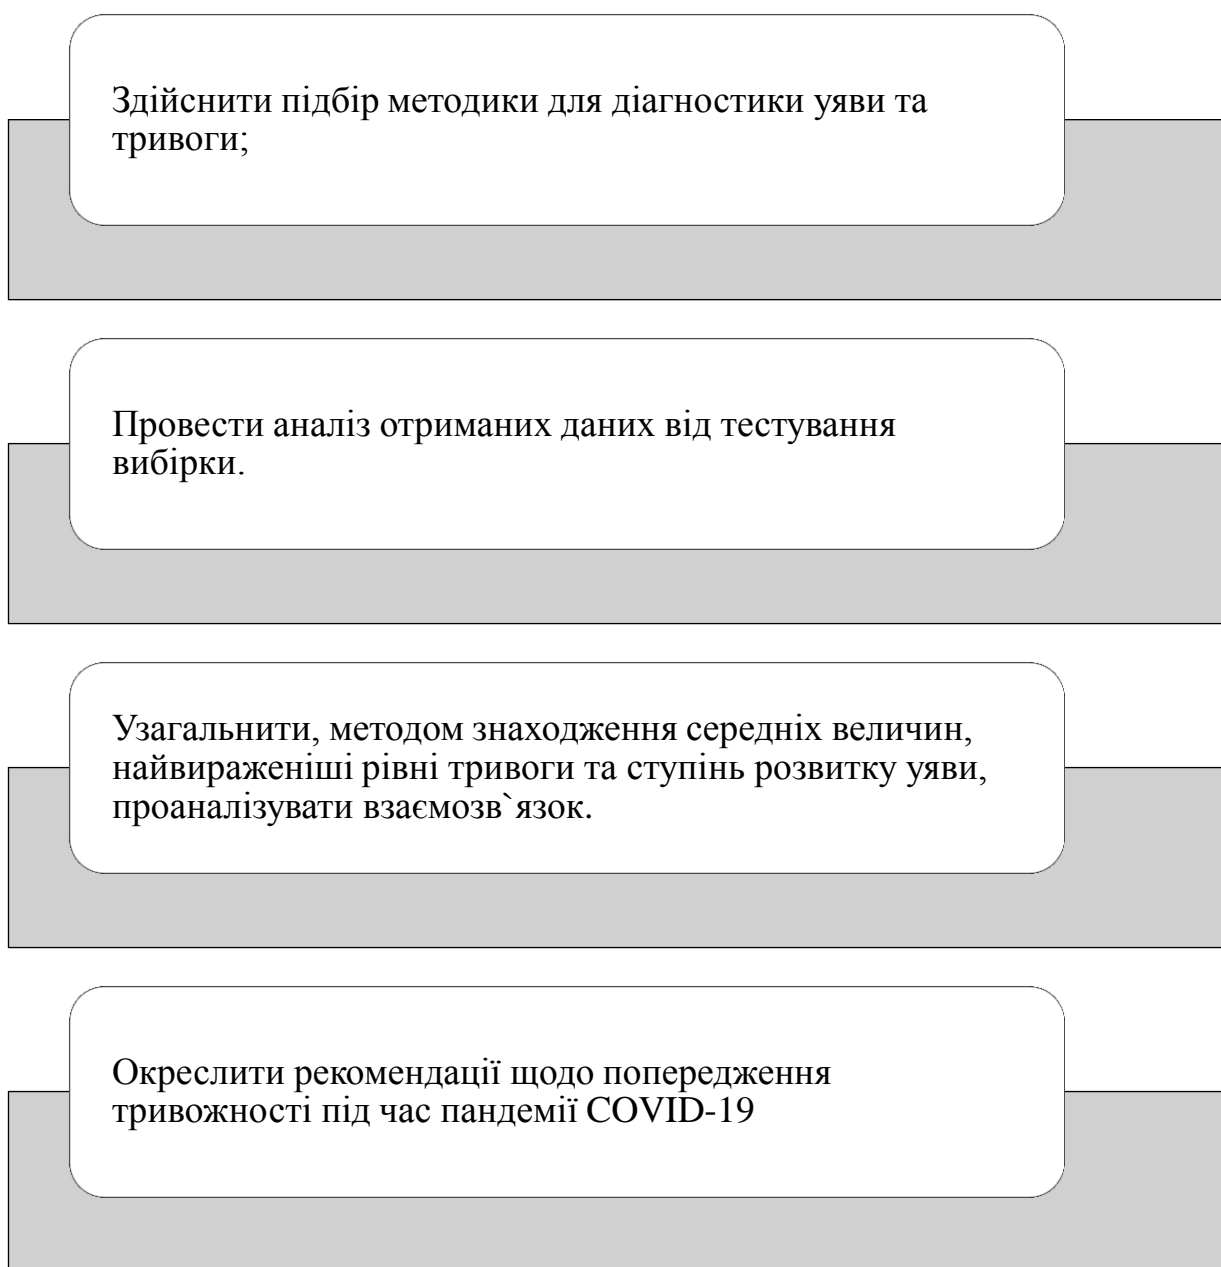 Здійснити підбір методики для діагностики уяви та
тривоги;
Провести аналіз отриманих даних від тестування
вибірки.
Узагальнити, методом знаходження середніх величин,
найвираженіші рівні тривоги та ступінь розвитку уяви,
проаналізувати взаємозв`язок.
Окреслити рекомендації щодо попередження
тривожності під час пандемії COVID-19